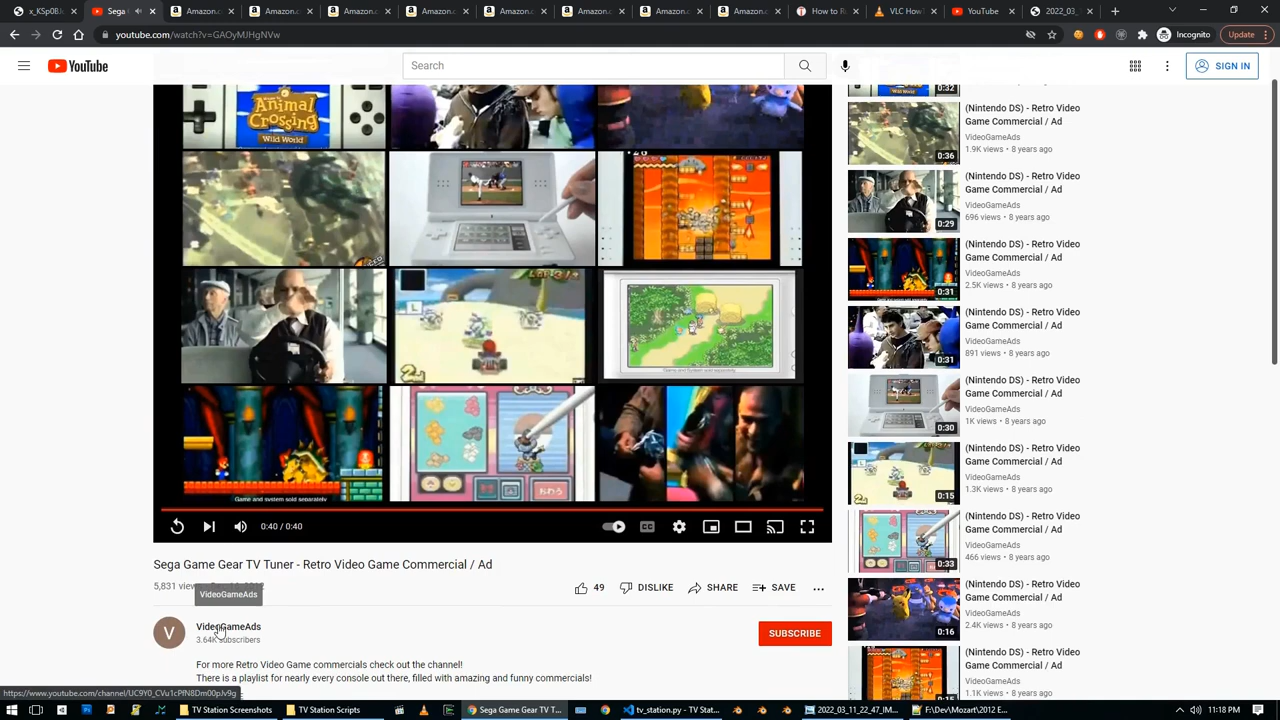 x_KSp0BJ
Sega G
Amazon.c
Amazon.c
Amazon.c
Amazon.c
Amazon.c
Amazon.c
Amazon.c
Amazon.c
How to R
VLC How
YouTube
2022_03_
youtube.com/watch?v=GAOyMJHgNVw
Incognito
Update
YouTube
Search
SIGN IN
Animal
Crossing
Wild World
Game and system sold separately
0:40 / 0:40
CC
Sega Game Gear TV Tuner - Retro Video Game Commercial / Ad
5,831 view
VideoGameAds
49
DISLIKE
SHARE
SAVE
V
VideoGameAds
3.64K subscribers
SUBSCRIBE
For more Retro Video Game commercials check out the channel!
There is a playlist for nearly every console out there, filled with amazing and funny commercials!
0:32
(Nintendo DS) - Retro Video
Game Commercial / Ad
VideoGameAds
1.9K views • 8 years ago
0:36
(Nintendo DS) - Retro Video
Game Commercial / Ad
VideoGameAds
696 views • 8 years ago
0:29
(Nintendo DS) - Retro Video
Game Commercial / Ad
VideoGameAds
2.5K views • 8 years ago
0:31
(Nintendo DS) - Retro Video
Game Commercial / Ad
VideoGameAds
891 views • 8 years ago
0:31
(Nintendo DS) - Retro Video
Game Commercial / Ad
VideoGameAds
1K views • 8 years ago
0:30
(Nintendo DS) - Retro Video
Game Commercial / Ad
VideoGameAds
1.3K views • 8 years ago
0:15
(Nintendo DS) - Retro Video
Game Commercial / Ad
VideoGameAds
466 views • 8 years ago
0:33
(Nintendo DS) - Retro Video
Game Commercial / Ad
VideoGameAds
2.4K views • 8 years ago
0:16
(Nintendo DS) - Retro Video
Game Commercial / Ad
VideoGameAds
1.1K views • 8 years ago
https://www.youtube.com/channel/UC9Y0_CVu1cPfN8Dm00pJv9g
TV Station Screenshots
TV Station Scripts
Sega Game Gear TV T...
tv_station.py - TV Stat...
2022_03_11_22_47_IM...
F:\Dev\Mozart\2012 E...
11:18 PM